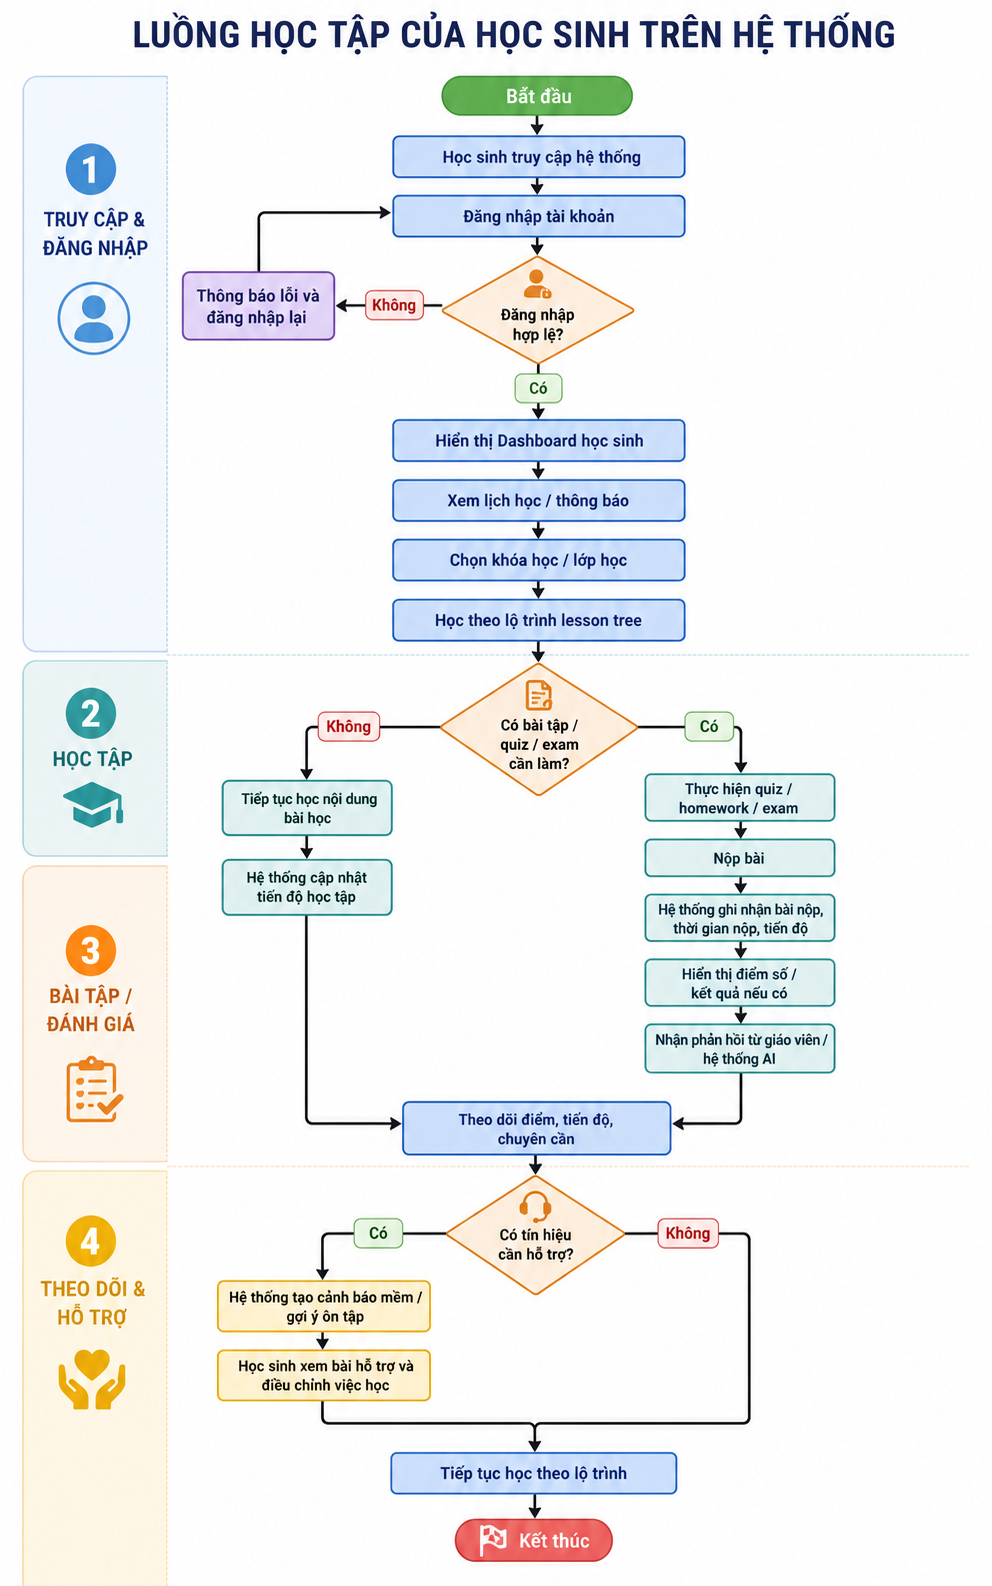 LUỒNG HỌC TẬP CỦA HỌC SINH TRÊN HỆ THỐNG
Bắt đầu
1
TRUY CẬP &
ĐĂNG NHẬP
Học sinh truy cập hệ thống
Đăng nhập tài khoản
Đăng nhập
hợp lệ?
Không
Thông báo lỗi và
đăng nhập lại
Có
Hiển thị Dashboard học sinh
Xem lịch học / thông báo
Chọn khóa học / lớp học
Học theo lộ trình lesson tree
2
HỌC TẬP
Có bài tập /
quiz / exam
cần làm?
Không
Tiếp tục học nội dung
bài học
Hệ thống cập nhật
tiến độ học tập
Có
Thực hiện quiz /
homework / exam
Nộp bài
3
BÀI TẬP /
ĐÁNH GIÁ
Hệ thống ghi nhận bài nộp,
thời gian nộp, tiến độ
Hiển thị điểm số /
kết quả nếu có
Nhận phản hồi từ giáo viên /
hệ thống AI
Theo dõi điểm, tiến độ,
chuyên cần
4
THEO DÕI &
HỖ TRỢ
Có tín hiệu
cần hỗ trợ?
Có
Hệ thống tạo cảnh báo mềm /
gợi ý ôn tập
Học sinh xem bài hỗ trợ và
điều chỉnh việc học
Không
Tiếp tục học theo lộ trình
Kết thúc